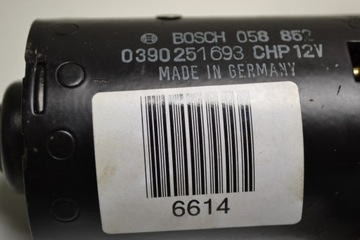 BOSCH 058 852
0390251693 CHP 12V
MADE IN GERMANY
6614